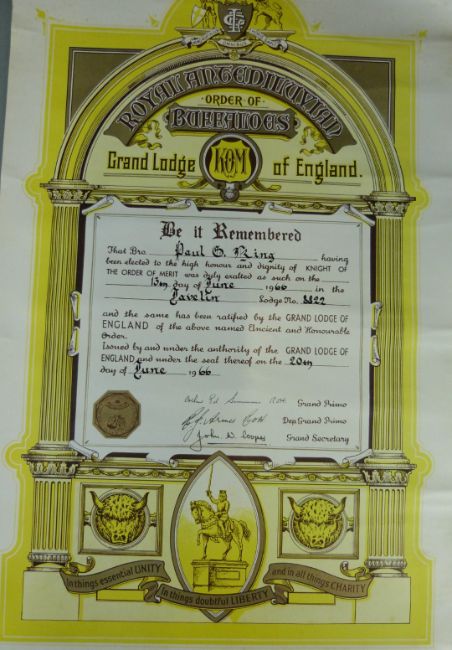 ROYAL ANTEDILUVIAN
·ORDER OF·
BUFFALOES
Grand Lodge KOM of England.
Be it Remembered
That Bro. Paul G. King having
been elected to the high honour and dignity of KNIGHT OF
THE ORDER OF MERIT was duly exalted as such on the
15th day of June 1966 in the
Javelin Lodge No.
and the same has been ratified by the GRAND LODGE OF
ENGLAND of the above named Ancient and Honourable
Order.
Issued by and under the authority of the GRAND LODGE OF
ENGLAND and under the seal thereof on the 20th
day of June 1966
Grand Primo
Dep. Grand Primo
John W. Cooper Grand Secretary
In things essential UNITY
In things doubtful LIBERTY
and in all things CHARITY